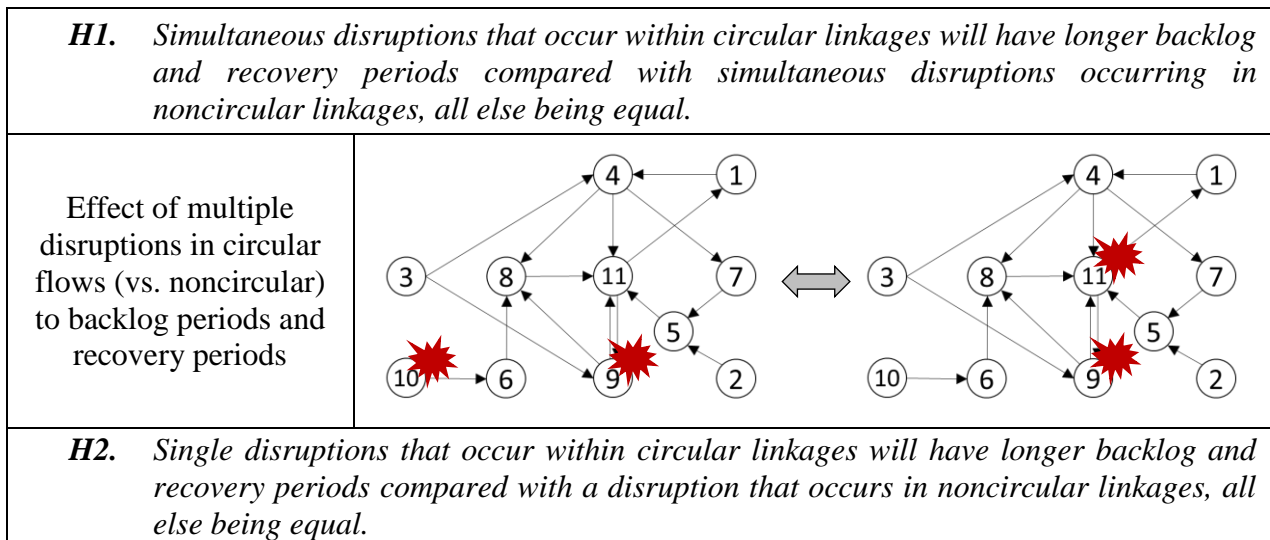 H1. Simultaneous disruptions that occur within circular linkages will have longer backlog
and recovery periods compared with simultaneous disruptions occurring in
noncircular linkages, all else being equal.
Effect of multiple
disruptions in circular
flows (vs. noncircular)
to backlog periods and
recovery periods
4 1
3 8 11 7
5
10 6 9 2
4 1
3 8 11 7
5
10 6 9 2
H2. Single disruptions that occur within circular linkages will have longer backlog and
recovery periods compared with a disruption that occurs in noncircular linkages, all
else being equal.